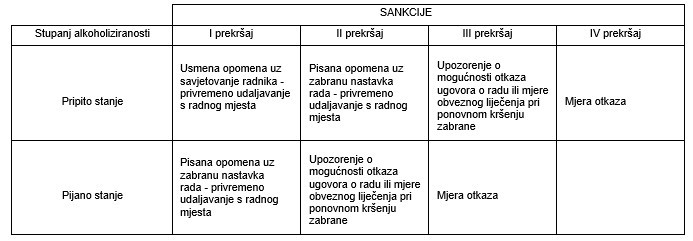 SANKCIJE
Stupanj alkoholiziranosti
I prekršaj
II prekršaj
III prekršaj
IV prekršaj
Pripito stanje
Usmena opomena uz
savjetovanje radnika -
privremeno udaljavanje
s radnog mjesta
Pisana opomena uz
zabranu nastavka
rada - privremeno
udaljavanje s radnog
mjesta
Upozorenje o
mogućnosti otkaza
ugovora o radu ili mjere
obveznog liječenja pri
ponovnom kršenju
zabrane
Mjera otkaza
Pijano stanje
Pisana opomena uz
zabranu nastavka
rada - privremeno
udaljavanje s radnog
mjesta
Upozorenje o
mogućnosti otkaza
ugovora o radu ili mjere
obveznog liječenja pri
ponovnom kršenju
zabrane
Mjera otkaza